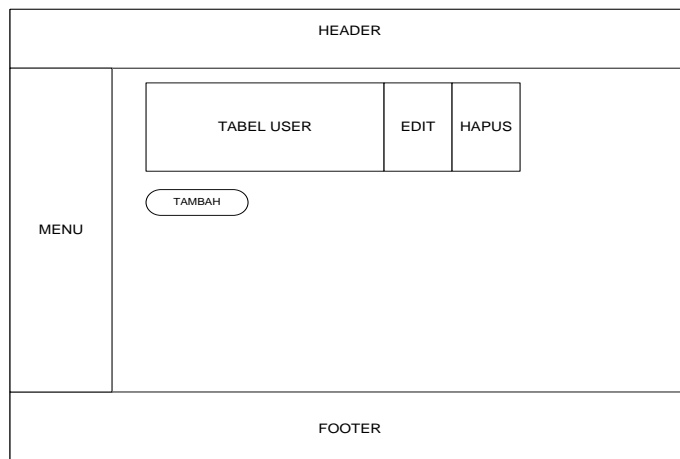 HEADER
TABEL USER EDIT HAPUS
TAMBAH
MENU
FOOTER